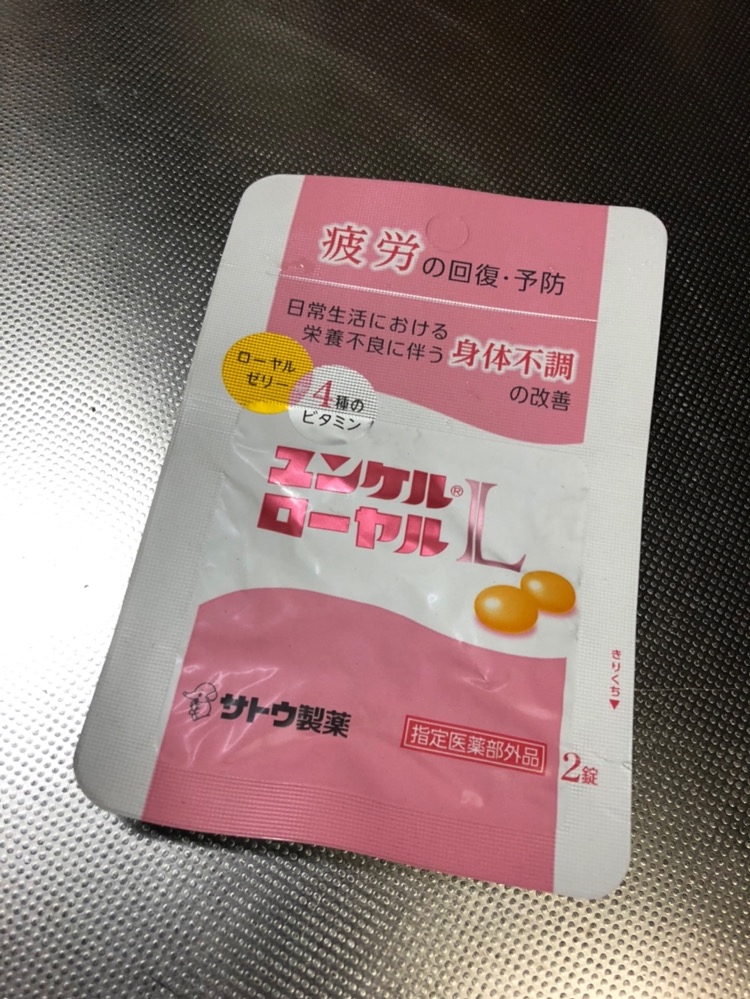 疲労の回復・予防
日常生活における
栄養不良に伴う身体不調
の改善
ローヤル
ゼリー
4種の
ビタミン
ユンケル®
ローヤルL
きりくち▼
サトウ製薬
指定医薬部外品
2錠